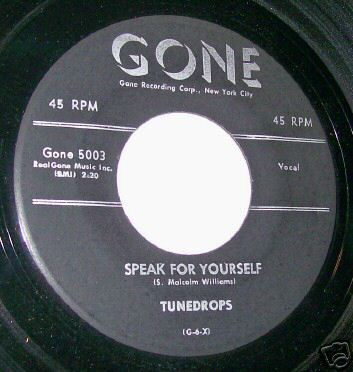 GONE
Gone Recording Corp., New York City
45 RPM
45 RPM
Gone 5003
RealGone Music Inc.
(BMI) 2:20
Vocal
SPEAK FOR YOURSELF
(S. Malcolm Williams)
TUNEDROPS
(G-6-X)